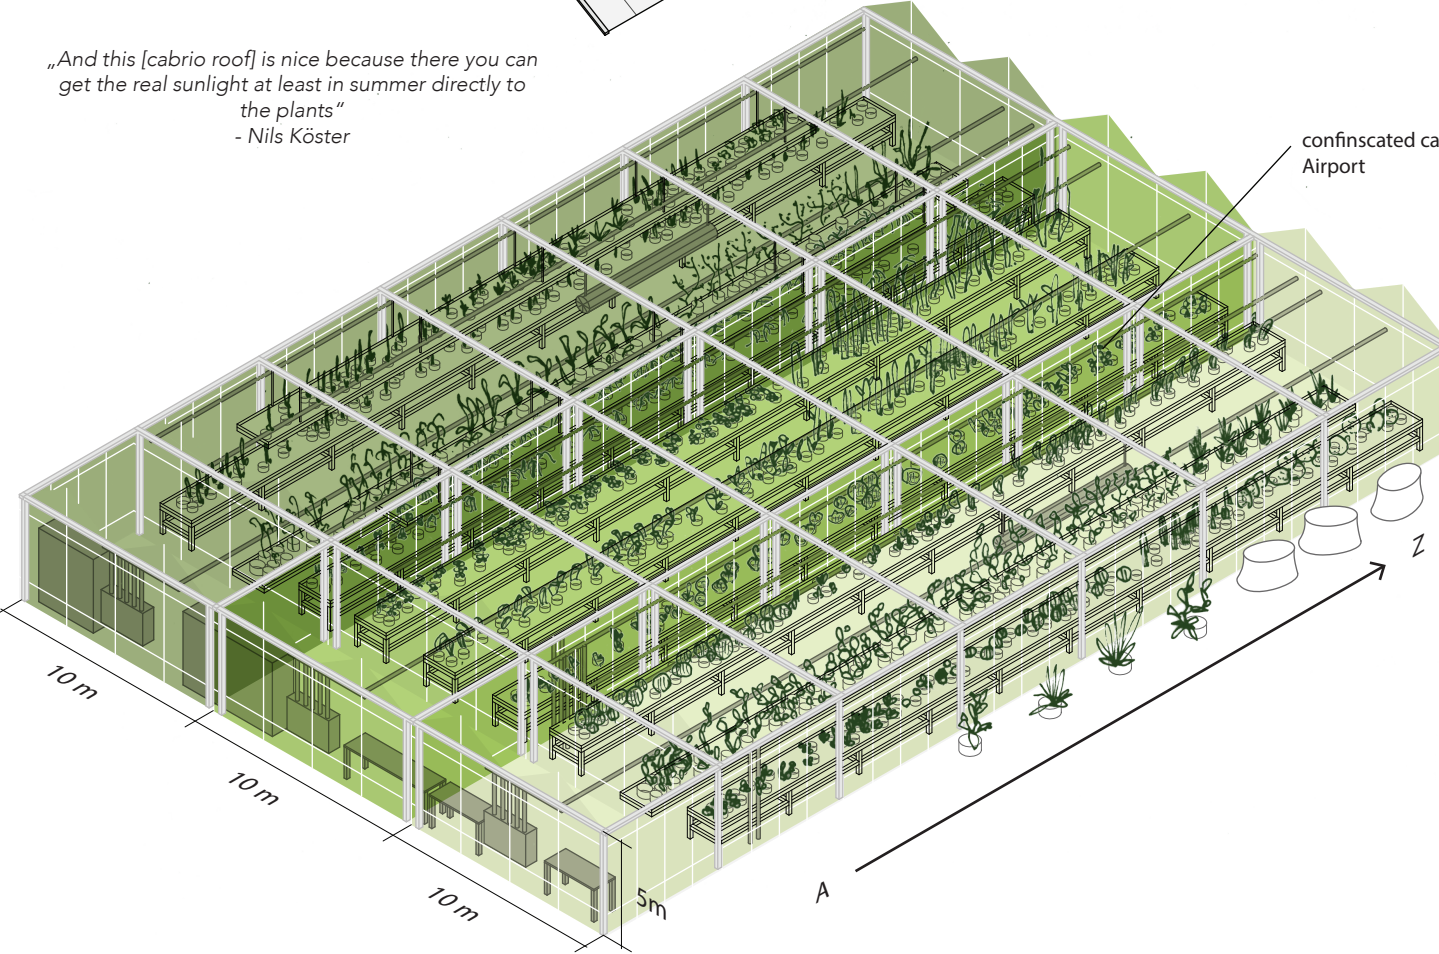 „And this [cabrio roof] is nice because there you can
get the real sunlight at least in summer directly to
the plants“
- Nils Köster
confinscated ca
Airport
10 m
10 m
10 m
5m
A
Z